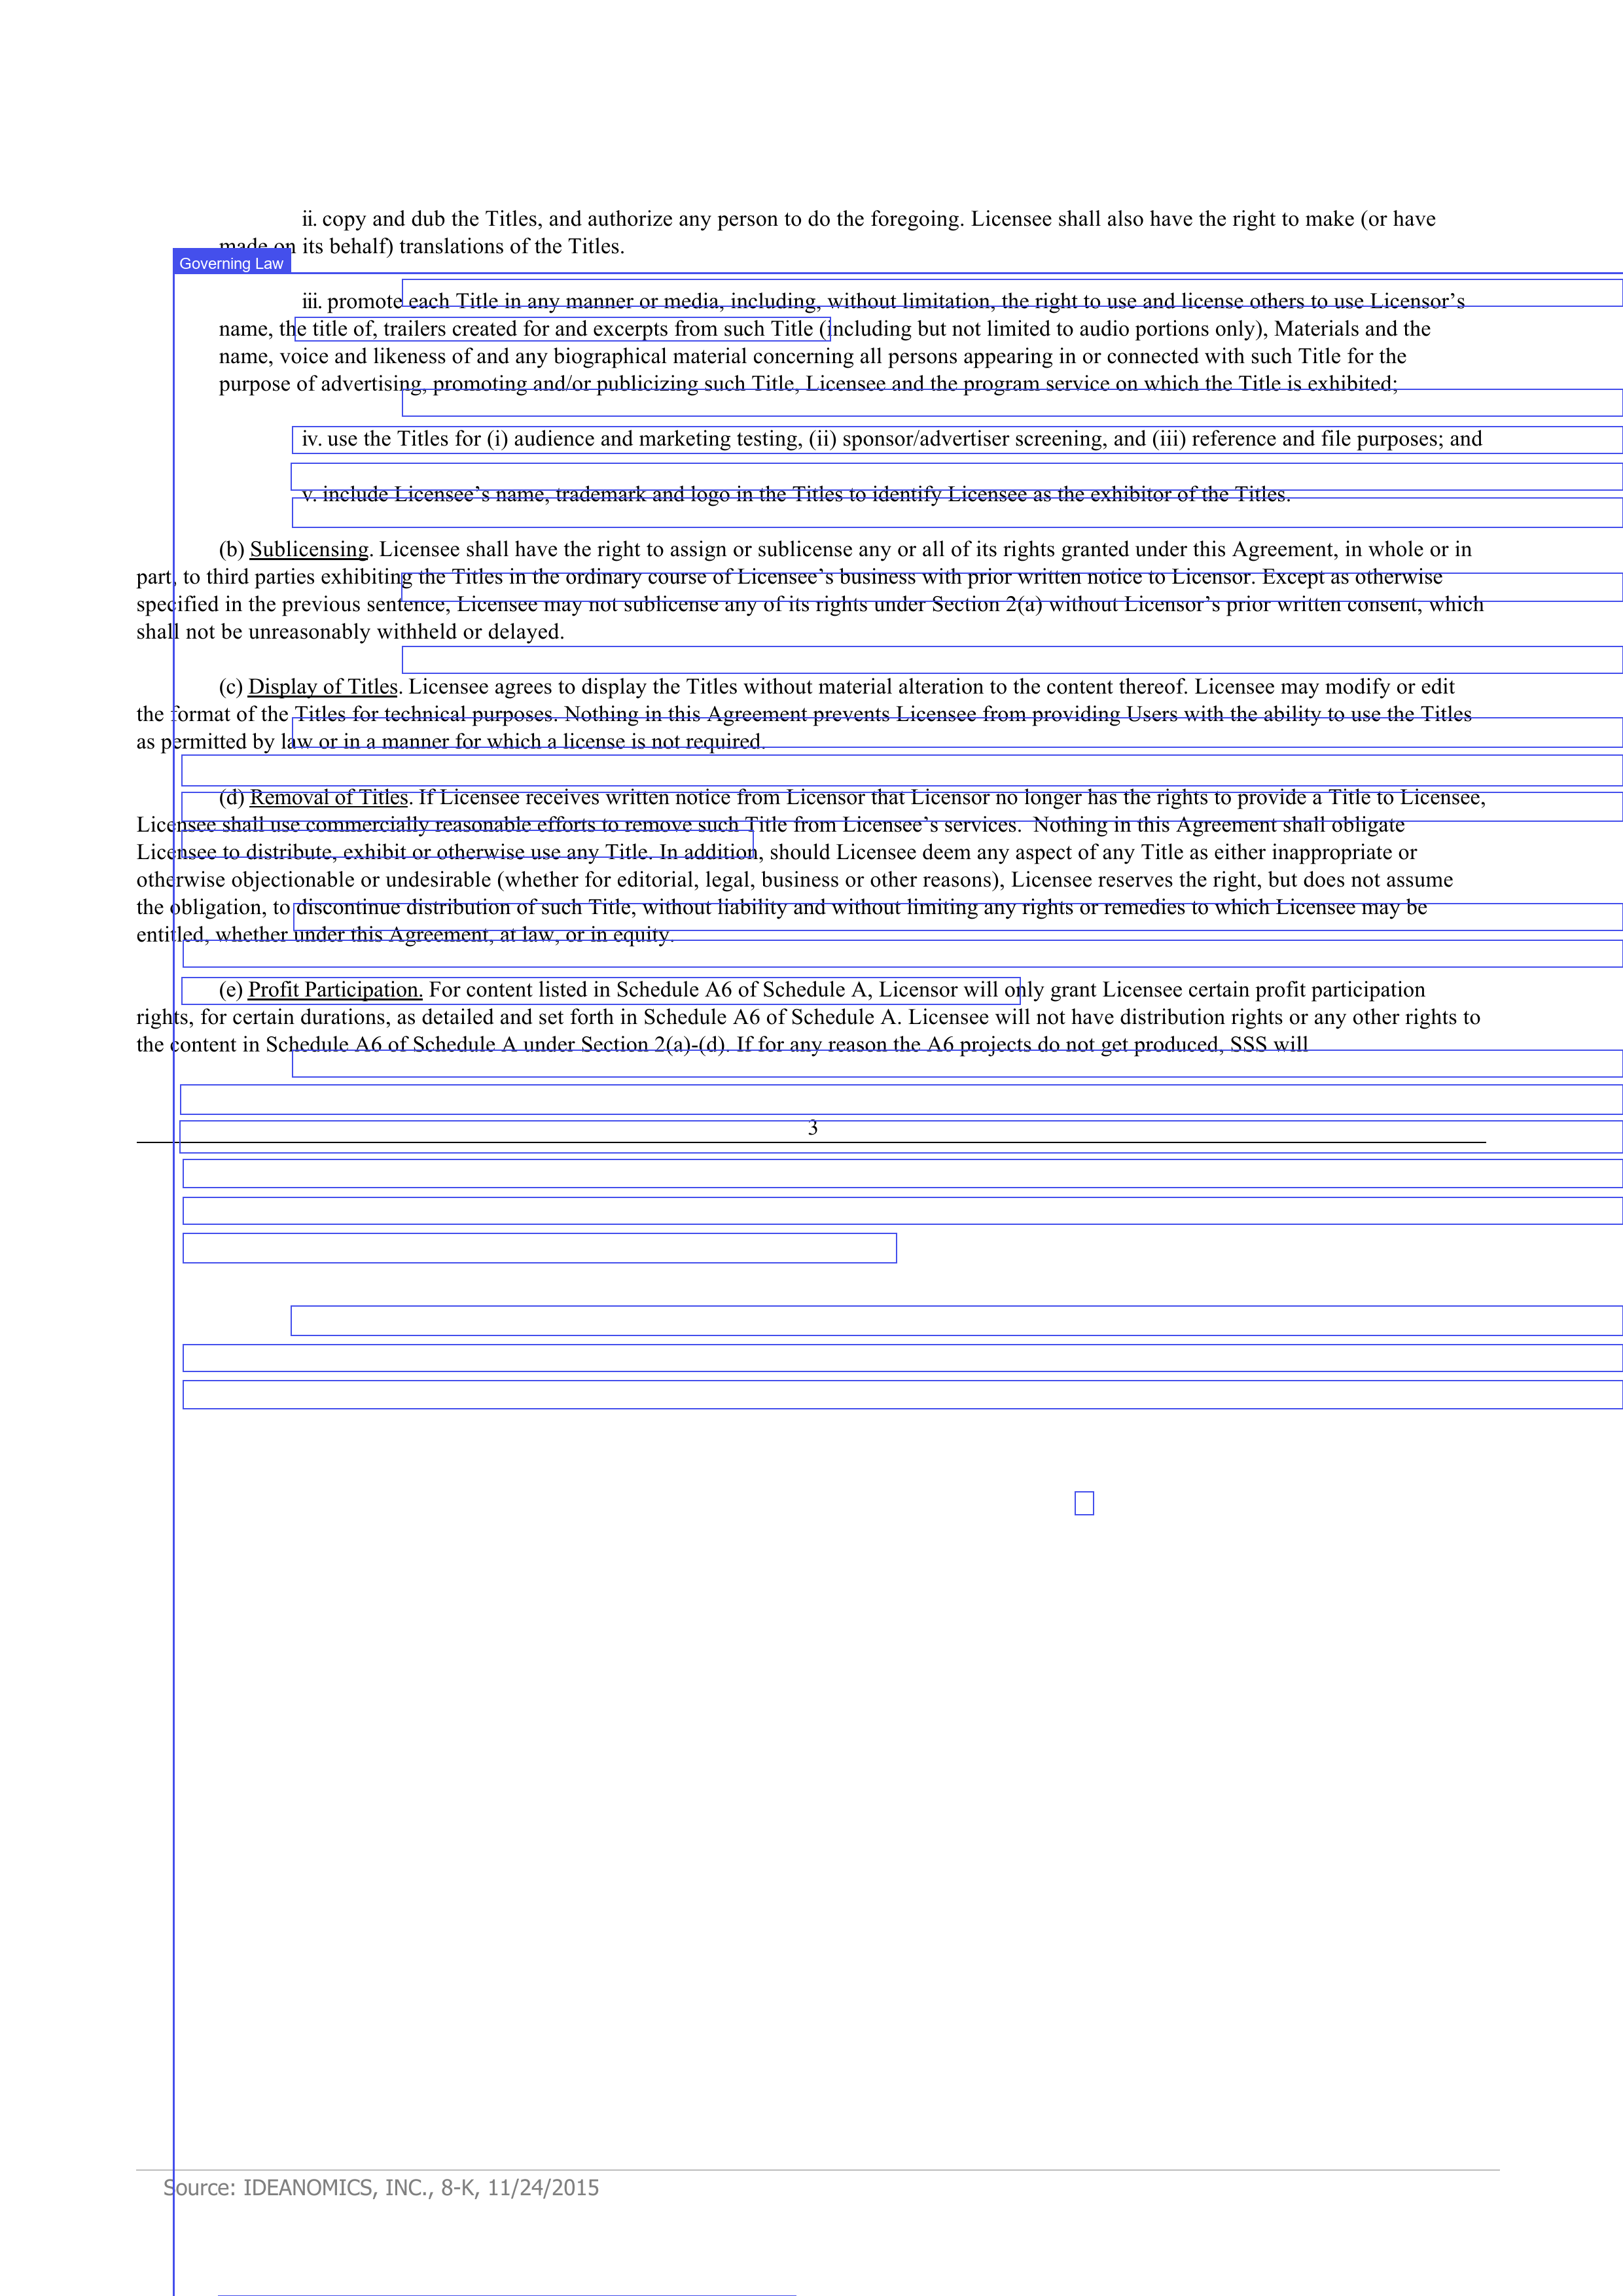 ii. copy and dub the Titles, and authorize any person to do the foregoing. Licensee shall also have the right to make (or have
made on its behalf) translations of the Titles.
Governing Law
iii. promote each Title in any manner or media, including, without limitation, the right to use and license others to use Licensor’s
name, the title of, trailers created for and excerpts from such Title (including but not limited to audio portions only), Materials and the
name, voice and likeness of and any biographical material concerning all persons appearing in or connected with such Title for the
purpose of advertising, promoting and/or publicizing such Title, Licensee and the program service on which the Title is exhibited;
iv. use the Titles for (i) audience and marketing testing, (ii) sponsor/advertiser screening, and (iii) reference and file purposes; and
v. include Licensee’s name, trademark and logo in the Titles to identify Licensee as the exhibitor of the Titles.
(b) Sublicensing. Licensee shall have the right to assign or sublicense any or all of its rights granted under this Agreement, in whole or in
part, to third parties exhibiting the Titles in the ordinary course of Licensee’s business with prior written notice to Licensor. Except as otherwise
specified in the previous sentence, Licensee may not sublicense any of its rights under Section 2(a) without Licensor’s prior written consent, which
shall not be unreasonably withheld or delayed.
(c) Display of Titles. Licensee agrees to display the Titles without material alteration to the content thereof. Licensee may modify or edit
the format of the Titles for technical purposes. Nothing in this Agreement prevents Licensee from providing Users with the ability to use the Titles
as permitted by law or in a manner for which a license is not required.
(d) Removal of Titles. If Licensee receives written notice from Licensor that Licensor no longer has the rights to provide a Title to Licensee,
Licensee shall use commercially reasonable efforts to remove such Title from Licensee’s services. Nothing in this Agreement shall obligate
Licensee to distribute, exhibit or otherwise use any Title. In addition, should Licensee deem any aspect of any Title as either inappropriate or
otherwise objectionable or undesirable (whether for editorial, legal, business or other reasons), Licensee reserves the right, but does not assume
the obligation, to discontinue distribution of such Title, without liability and without limiting any rights or remedies to which Licensee may be
entitled, whether under this Agreement, at law, or in equity.
(e) Profit Participation. For content listed in Schedule A6 of Schedule A, Licensor will only grant Licensee certain profit participation
rights, for certain durations, as detailed and set forth in Schedule A6 of Schedule A. Licensee will not have distribution rights or any other rights to
the content in Schedule A6 of Schedule A under Section 2(a)-(d). If for any reason the A6 projects do not get produced, SSS will
3
Source: IDEANOMICS, INC., 8-K, 11/24/2015